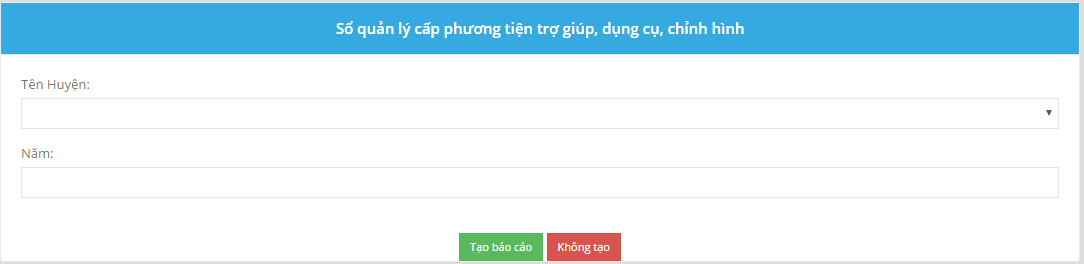 Sổ quản lý cấp phương tiện trợ giúp, dụng cụ, chỉnh hình
Tên Huyện:
Năm:
Tạo báo cáo Không tạo